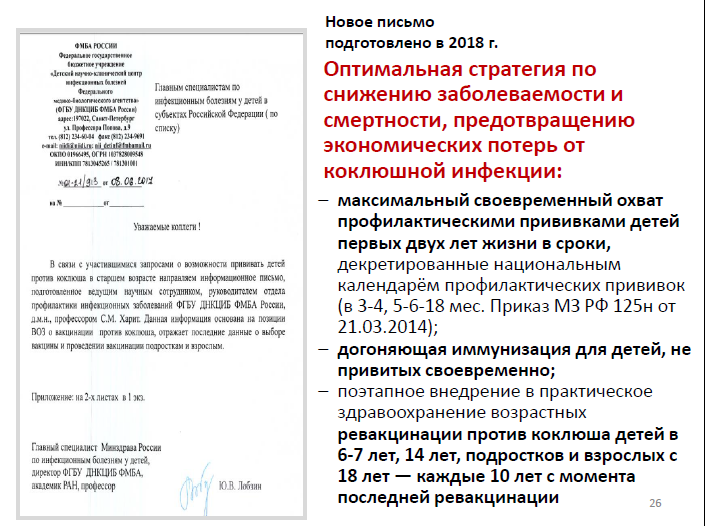 ФМБА РОССИИ
Федеральное государственное
бюджетное учреждение
«Детский научно-клинический центр
инфекционных болезней
Федерального
медико-биологического агентства»
(ФГБУ ДНКЦИБ ФМБА России)
адрес:197022, Санкт-Петербург
ул. Профессора Попова, д.9
тел. (812) 234-60-04 факс (812) 234-9691
ОКПО 01966495, ОГРН 1037828009548
ИНН/КПП 7813045265 / 781301001
от 08.08.2017
на № от
Главным специалистам по
инфекционным болезням у детей в
субъектах Российской Федерации ( по
списку)
Уважаемые коллеги !
В связи с участившимися запросами о возможности прививать детей
против коклюша в старшем возрасте направляем информационное письмо,
подготовленное ведущим научным сотрудником, руководителем отдела
профилактики инфекционных заболеваний ФГБУ ДНКЦИБ ФМБА России,
д.м.н., профессором С.М. Харит. Данная информация основана на позиции
ВОЗ о вакцинации против коклюша, отражает последние данные о выборе
вакцины и проведении вакцинации подросткам и взрослым.
Приложение: на 2-х листах в 1 экз.
Главный специалист Минздрава России
по инфекционным болезням у детей,
директор ФГБУ ДНКЦИБ ФМБА,
академик РАН, профессор
Ю.В. Лобзин
Новое письмо
подготовлено в 2018 г.
Оптимальная стратегия по
снижению заболеваемости и
смертности, предотвращению
экономических потерь от
коклюшной инфекции:
– максимальный своевременный охват
профилактическими прививками детей
первых двух лет жизни в сроки,
декретированные национальным
календарём профилактических прививок
(в 3-4, 5-6-18 мес. Приказ МЗ РФ 125н от
21.03.2014);
– догоняющая иммунизация для детей, не
привитых своевременно;
– поэтапное внедрение в практическое
здравоохранение возрастных
ревакцинации против коклюша детей в
6-7 лет, 14 лет, подростков и взрослых с
18 лет — каждые 10 лет с момента
последней ревакцинации
26